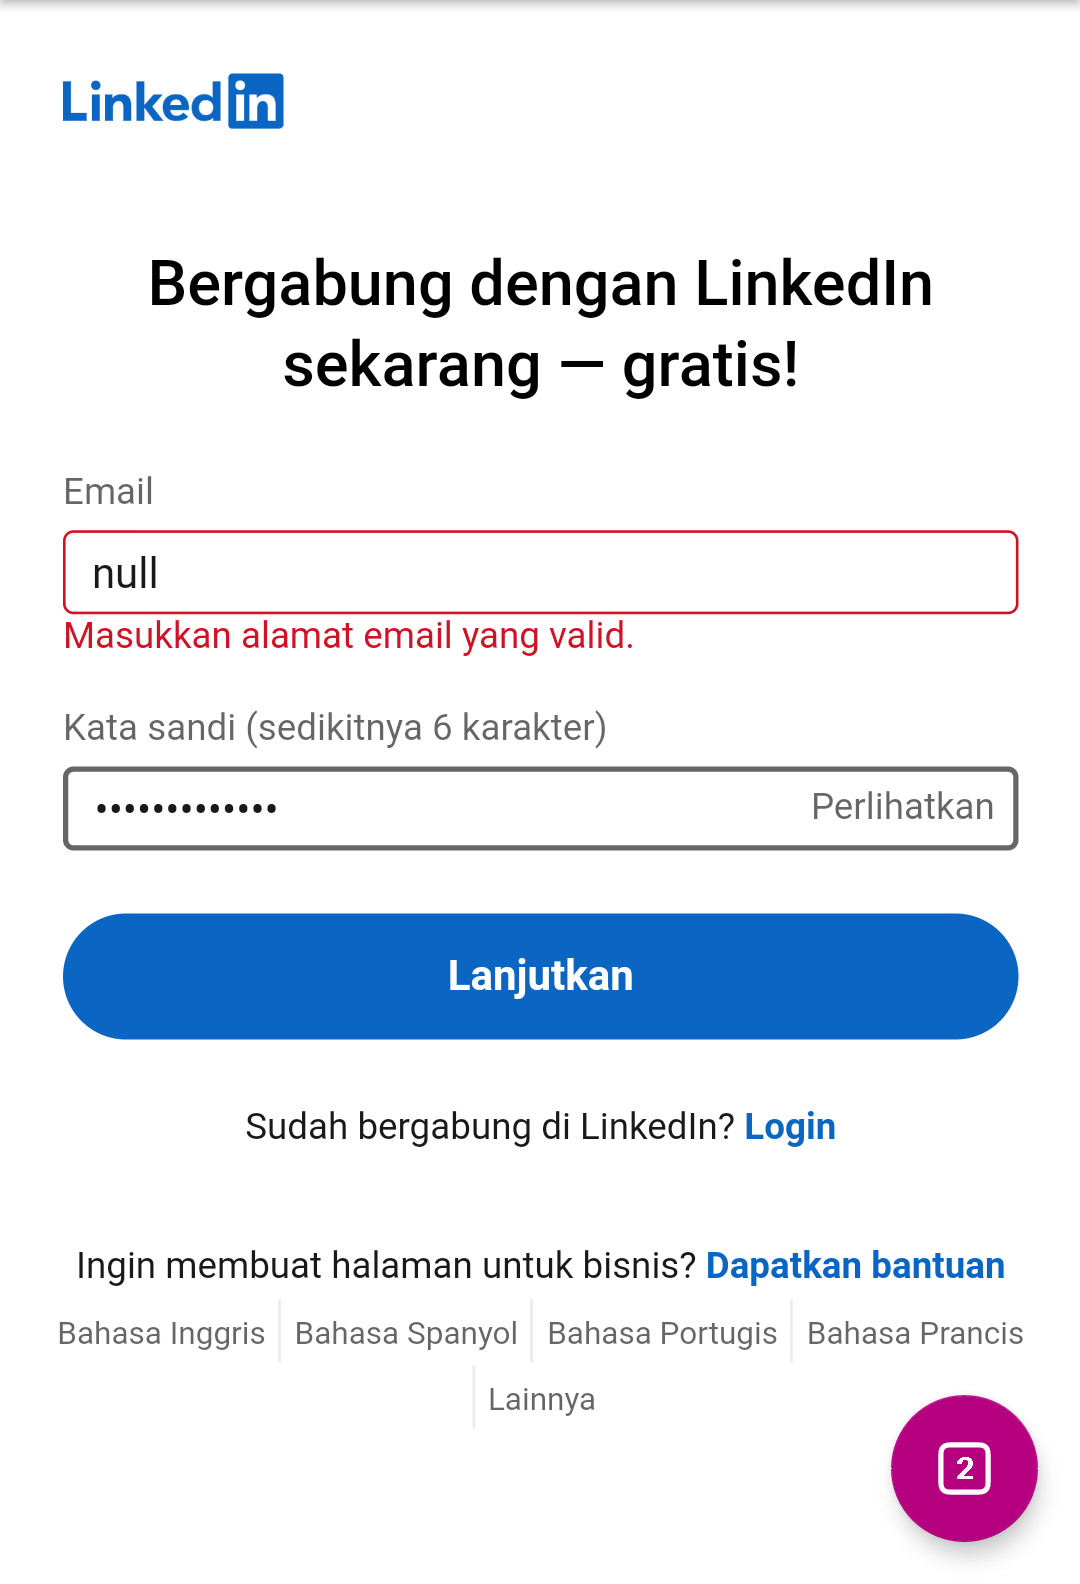 LinkedIn
Bergabung dengan LinkedIn
sekarang — gratis!
Email
null
Masukkan alamat email yang valid.
Kata sandi (sedikitnya 6 karakter)
•••••••••••••
Perlihatkan
Lanjutkan
Sudah bergabung di LinkedIn? Login
Ingin membuat halaman untuk bisnis? Dapatkan bantuan
Bahasa Inggris Bahasa Spanyol Bahasa Portugis Bahasa Prancis
Lainnya
2